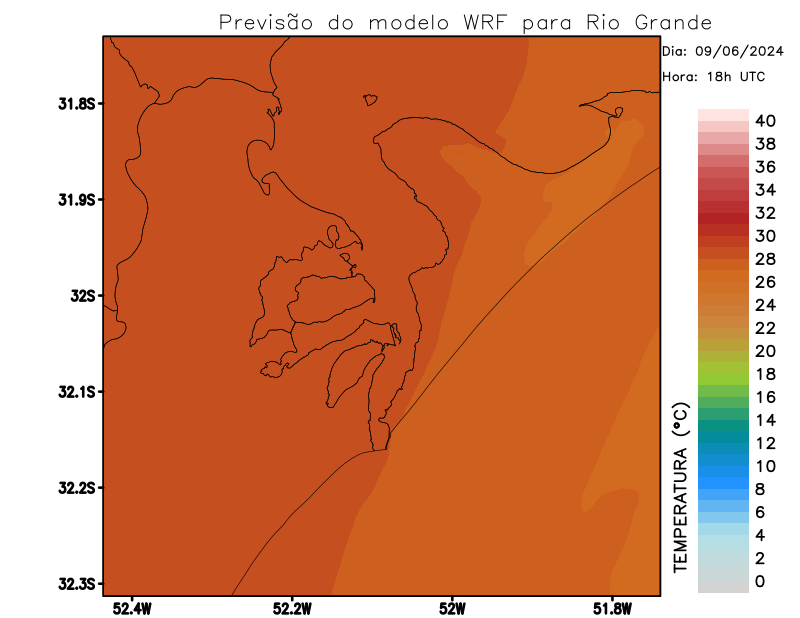 Previsão do modelo WRF para Rio Grande
Dia: 09/06/2024
Hora: 18h UTC
31.8S
31.9S
32S
32.1S
32.2S
32.3S
52.4W
52.2W
52W
51.8W
TEMPERATURA (°C)
40
38
36
34
32
30
28
26
24
22
20
18
16
14
12
10
8
6
4
2
0